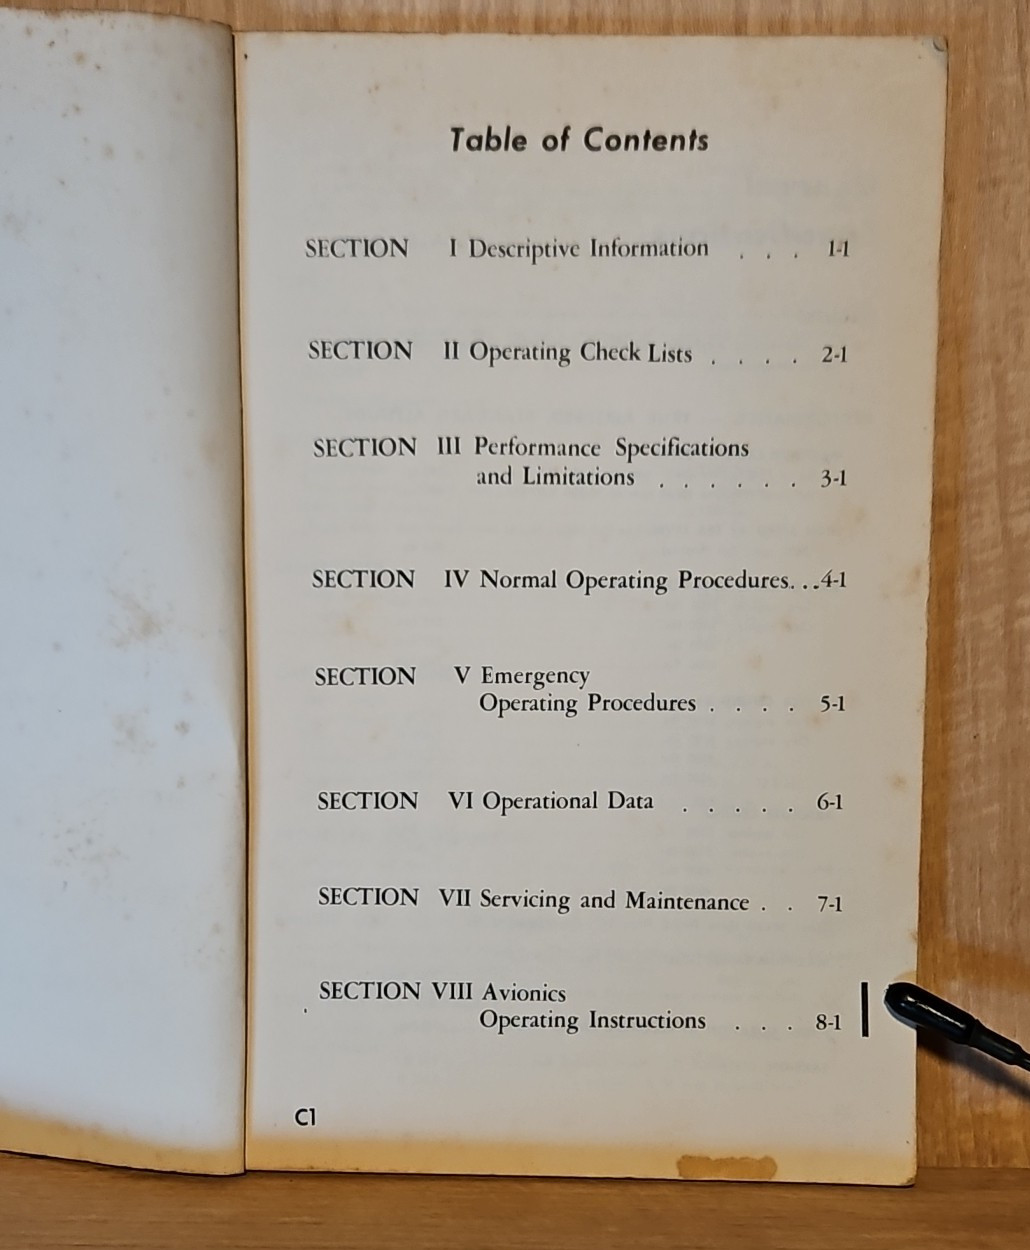 Table of Contents
SECTION I Descriptive Information . . . 1-1
SECTION II Operating Check Lists . . . . 2-1
SECTION III Performance Specifications
and Limitations . . . . . . 3-1
SECTION IV Normal Operating Procedures. . . 4-1
SECTION V Emergency
Operating Procedures . . . . 5-1
SECTION VI Operational Data . . . . . 6-1
SECTION VII Servicing and Maintenance . . 7-1
SECTION VIII Avionics
Operating Instructions . . . 8-1
C1